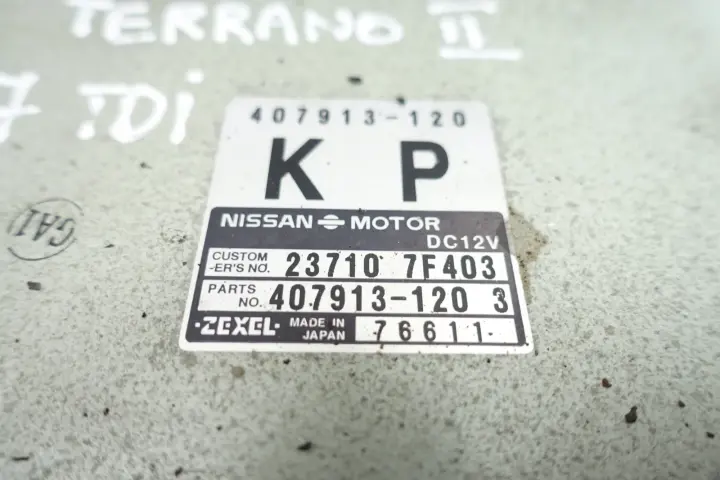 TERRANO II
7 TDi
407913-120
K P
NISSAN MOTOR
DC12V
CUSTOM
-ER'S NO. 23710 7F403
PARTS
NO. 407913-120 3
·ZEXEL· MADE IN
JAPAN 76611